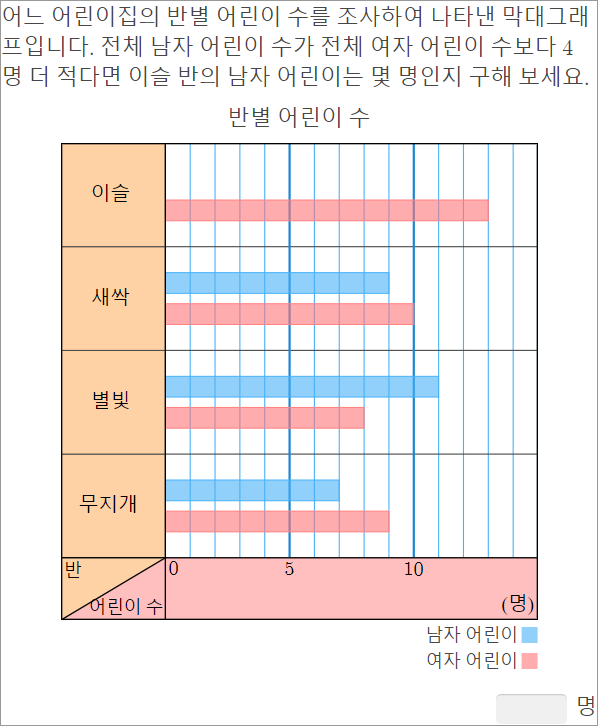 어느 어린이집의 반별 어린이 수를 조사하여 나타낸 막대그래
프입니다. 전체 남자 어린이 수가 전체 여자 어린이 수보다 4
명 더 적다면 이슬 반의 남자 어린이는 몇 명인지 구해 보세요.
반별 어린이 수
이슬
새싹
별빛
무지개
반
어린이 수
0 5 10
(명)
남자 어린이
여자 어린이
명